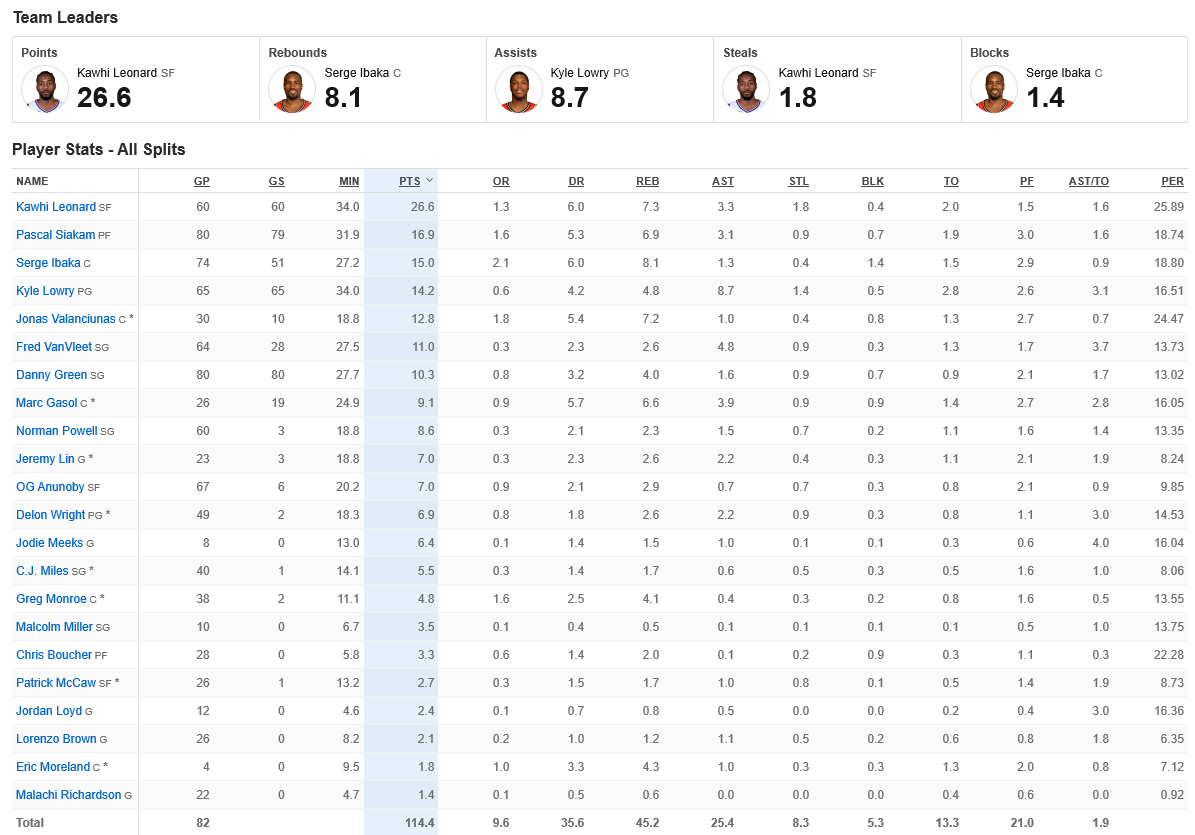 Team Leaders
Points Rebounds Assists Steals Blocks
Kawhi Leonard SF Serge Ibaka C Kyle Lowry PG Kawhi Leonard SF Serge Ibaka C
26.6 8.1 8.7 1.8 1.4
Player Stats - All Splits
NAME GP GS MIN PTS OR DR REB AST STL BLK TO PF AST/TO PER
Kawhi Leonard SF 60 60 34.0 26.6 1.3 6.0 7.3 3.3 1.8 0.4 2.0 1.5 1.6 25.89
Pascal Siakam PF 80 79 31.9 16.9 1.6 5.3 6.9 3.1 0.9 0.7 1.9 3.0 1.6 18.74
Serge Ibaka C 74 51 27.2 15.0 2.1 6.0 8.1 1.3 0.4 1.4 1.5 2.9 0.9 18.80
Kyle Lowry PG 65 65 34.0 14.2 0.6 4.2 4.8 8.7 1.4 0.5 2.8 2.6 3.1 16.51
Jonas Valanciunas C * 30 10 18.8 12.8 1.8 5.4 7.2 1.0 0.4 0.8 1.3 2.7 0.7 24.47
Fred VanVleet SG 64 28 27.5 11.0 0.3 2.3 2.6 4.8 0.9 0.3 1.3 1.7 3.7 13.73
Danny Green SG 80 80 27.7 10.3 0.8 3.2 4.0 1.6 0.9 0.7 0.9 2.1 1.7 13.02
Marc Gasol C * 26 19 24.9 9.1 0.9 5.7 6.6 3.9 0.9 0.9 1.4 2.7 2.8 16.05
Norman Powell SG 60 3 18.8 8.6 0.3 2.1 2.3 1.5 0.7 0.2 1.1 1.6 1.4 13.35
Jeremy Lin G * 23 3 18.8 7.0 0.3 2.3 2.6 2.2 0.4 0.3 1.1 2.1 1.9 8.24
OG Anunoby SF 67 6 20.2 7.0 0.9 2.1 2.9 0.7 0.7 0.3 0.8 2.1 0.9 9.85
Delon Wright PG * 49 2 18.3 6.9 0.8 1.8 2.6 2.2 0.9 0.3 0.8 1.1 3.0 14.53
Jodie Meeks G 8 0 13.0 6.4 0.1 1.4 1.5 1.0 0.1 0.1 0.3 0.6 4.0 16.04
C.J. Miles SG * 40 1 14.1 5.5 0.3 1.4 1.7 0.6 0.5 0.3 0.5 1.6 1.0 8.06
Greg Monroe C * 38 2 11.1 4.8 1.6 2.5 4.1 0.4 0.3 0.2 0.8 1.6 0.5 13.55
Malcolm Miller SG 10 0 6.7 3.5 0.1 0.4 0.5 0.1 0.1 0.1 0.1 0.5 1.0 13.75
Chris Boucher PF 28 0 5.8 3.3 0.6 1.4 2.0 0.1 0.2 0.9 0.3 1.1 0.3 22.28
Patrick McCaw SF * 26 1 13.2 2.7 0.3 1.5 1.7 1.0 0.8 0.1 0.5 1.4 1.9 8.73
Jordan Loyd G 12 0 4.6 2.4 0.1 0.7 0.8 0.5 0.0 0.0 0.2 0.4 3.0 16.36
Lorenzo Brown G 26 0 8.2 2.1 0.2 1.0 1.2 1.1 0.5 0.2 0.6 0.8 1.8 6.35
Eric Moreland C * 4 0 9.5 1.8 1.0 3.3 4.3 1.0 0.3 0.3 1.3 2.0 0.8 7.12
Malachi Richardson G 22 0 4.7 1.4 0.1 0.5 0.6 0.0 0.0 0.0 0.4 0.6 0.0 0.92
Total 82 114.4 9.6 35.6 45.2 25.4 8.3 5.3 13.3 21.0 1.9